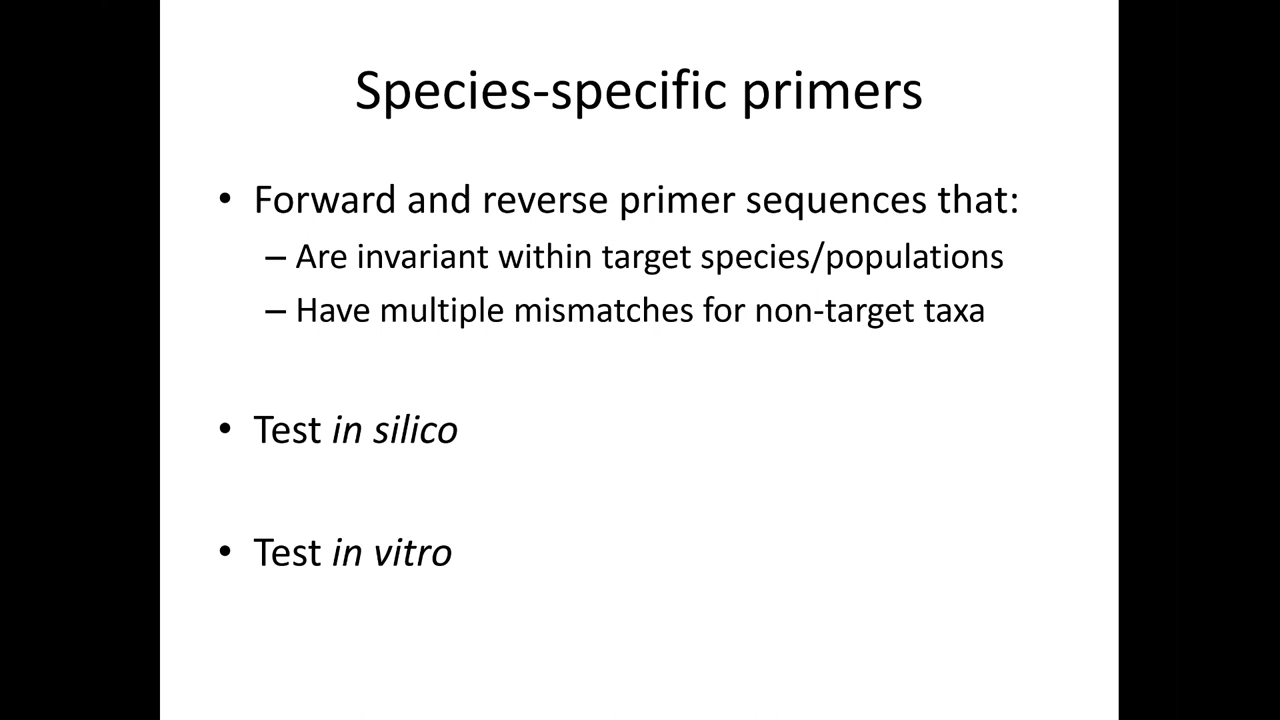 Species-specific primers
• Forward and reverse primer sequences that:
– Are invariant within target species/populations
– Have multiple mismatches for non-target taxa
• Test in silico
• Test in vitro